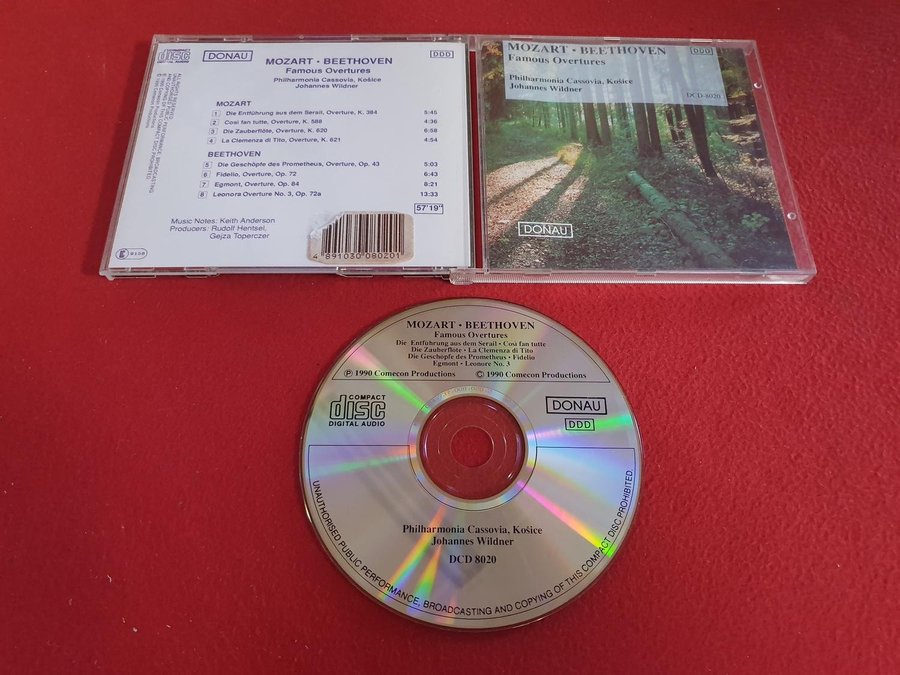 COMPACT
disc
DIGITAL AUDIO
DONAU
DDD
MOZART · BEETHOVEN
Famous Overtures
Philharmonia Cassovia, Košice
Johannes Wildner
MOZART
1 Die Entführung aus dem Serail, Overture, K. 384 5:45
2 Così fan tutte, Overture, K. 588 4:36
3 Die Zauberflöte, Overture, K. 620 6:58
4 La Clemenza di Tito, Overture, K. 621 4:54
BEETHOVEN
5 Die Geschöpfe des Prometheus, Overture, Op. 43 5:03
6 Fidelio, Overture, Op. 72 6:43
7 Egmont, Overture, Op. 84 8:21
8 Leonora Overture No. 3, Op. 72a 13:33
57'19"
Music Notes: Keith Anderson
Producers: Rudolf Hentsel,
Gejza Toperczer
4 891030 080201
MOZART · BEETHOVEN
Famous Overtures
DDD
Philharmonia Cassovia, Košice
Johannes Wildner
DCD-8020
DONAU
MOZART · BEETHOVEN
Famous Overtures
Die Entführung aus dem Serail · Così fan tutte
Die Zauberflöte · La Clemenza di Tito
Die Geschöpfe des Prometheus · Fidelio
Egmont · Leonore No. 3
Ⓟ 1990 Comecon Productions © 1990 Comecon Productions
COMPACT
disc
DIGITAL AUDIO
DONAU
DDD
Philharmonia Cassovia, Košice
Johannes Wildner
DCD 8020
UNAUTHORISED PUBLIC PERFORMANCE, BROADCASTING AND COPYING OF THIS COMPACT DISC PROHIBITED.